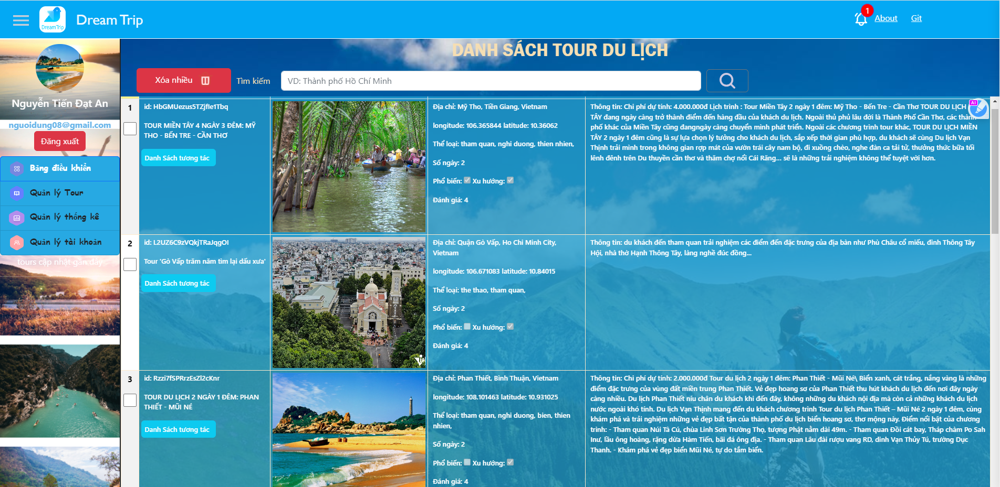 DreamTrip
Dream Trip
1
About
Git
Nguyễn Tiến Đạt An
nguoidung08@gmail.com
Đăng xuất
Bảng điều khiển
Quản lý Tour
Quản lý thống kê
Quản lý tài khoản
tours cập nhật gần đây
DANH SÁCH TOUR DU LỊCH
Xóa nhiều
Tìm kiếm
VD: Thành phố Hồ Chí Minh
AI
1
id: HbGMUezus5TZjfIe1Tbq
TOUR MIỀN TÂY 4 NGÀY 3 ĐÊM: MỸ
THO - BẾN TRE - CẦN THƠ
Danh Sách tương tác
Địa chỉ: Mỹ Tho, Tiền Giang, Vietnam
longitude: 106.365844 latitude: 10.36062
Thể loại: tham quan, nghi duong, thien nhien,
Số ngày: 2
Phổ biến: Xu hướng:
Đánh giá: 4
Thông tin: Chi phí dự tính: 4.000.000đ Lịch trình : Tour Miền Tây 2 ngày 1 đêm: Mỹ Tho - Bến Tre - Cần Thơ TOUR DU LỊCH
TÂY đang ngày càng trở thành điểm đến hàng đầu của khách du lịch. Ngoài thủ phủ lâu đời là Thành Phố Cần Thơ, các thành
phố khác của Miền Tây cũng đangngày càng chuyển mình phát triển. Ngoài các chương trình tour khác, TOUR DU LỊCH MIỀN
TÂY 2 ngày 1 đêm cũng là sự lựa chọn lý tưởng cho khách du lịch, sắp xếp thời gian phù hợp, du khách sẽ cùng Du lịch Vạn
Thịnh trải mình trong không gian rợp mát của vườn trái cây nam bộ, đi xuồng chèo, nghe đàn ca tải tử, thưởng thức bữa tối
lênh đênh trên Du thuyền cần thơ và thăm chợ nổi Cái Răng... sẽ là những trải nghiệm không thể tuyệt vời hơn.
2
id: L2UZ6C9zVQkjTRaJqgOl
Tour 'Gò Vấp trăm năm tìm lại dấu xưa'
Danh Sách tương tác
Địa chỉ: Quận Gò Vấp, Ho Chi Minh City,
Vietnam
longitude: 106.671083 latitude: 10.84015
Thể loại: the thao, tham quan,
Số ngày: 2
Phổ biến: Xu hướng:
Đánh giá: 4
Thông tin: du khách đến tham quan trải nghiệm các điểm đến đặc trưng của địa bàn như Phù Châu cổ miếu, đình Thông Tây
Hội, nhà thờ Hạnh Thông Tây, làng nghề đúc đồng...
3
id: Rzzi7fSPRrzEsZl2cKnr
TOUR DU LỊCH 2 NGÀY 1 ĐÊM: PHAN
THIẾT - MŨI NÉ
Danh Sách tương tác
Địa chỉ: Phan Thiết, Bình Thuận, Vietnam
longitude: 108.101463 latitude: 10.931025
Thể loại: tham quan, nghi duong, bien, thien
nhien,
Số ngày: 2
Phổ biến: Xu hướng:
Đánh giá: 4
Thông tin: Chi phí dự tính: 2.000.000đ Tour du lịch 2 ngày 1 đêm: Phan Thiết - Mũi Né\ Biển xanh, cát trắng, nắng vàng là những
điểm đặc trưng của vùng đất miền trung Phan Thiết. Vẻ đẹp hoang sơ của Phan Thiết thu hút khách du lịch đến nơi đây ngày
càng nhiều. Du lịch Phan Thiết níu chân du khách khi đến đây, không những du khách nội địa mà còn cả những khách du lịch
nước ngoài khó tính. Du lịch Vạn Thịnh mang đến du khách chương trình Tour du lịch Phan Thiết – Mũi Né 2 ngày 1 đêm, cùng
khám phá và trải nghiệm những vẻ đẹp bất tận của thành phố du lịch biển hoang sơ, thơ mộng này. Điểm nổi bật của chương
trình: - Tham quan Núi Tà Cú, chùa Linh Sơn Trường Thọ, tượng Phật nằm dài 49m. - Tham quan Đồi cát bay, Tháp chàm Po Sah
Inư, lầu ông hoàng, rặng dừa Hàm Tiến, bãi đá ông địa. - Tham quan Lâu đài rượu vang RD, dinh Vạn Thủy Tú, trường Dục
Thanh. - Khám phá vẻ đẹp biển Mũi Né, tự do tắm biển.